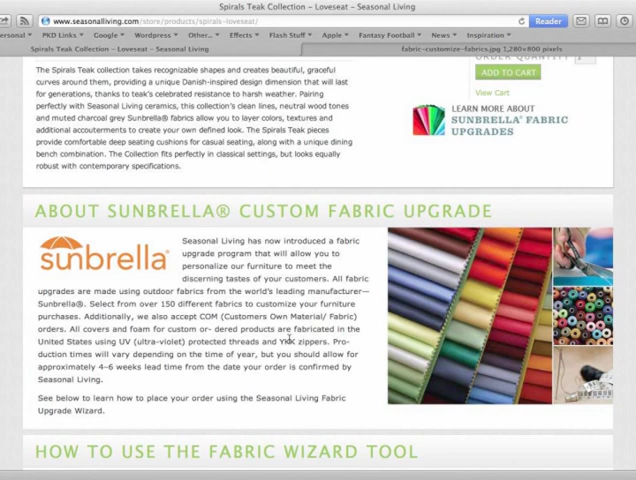 Spirals Teak Collection – Loveseat – Seasonal Living
www.seasonalliving.com/store/products/spirals-loveseat/
Reader
ersonal PKD Links Google Wordpress Other... Effects Flash Stuff Apple Fantasy Football News Inspiration
Spirals Teak Collection – Loveseat – Seasonal Living
fabric-customize-fabrics.jpg 1,280×800 pixels
The Spirals Teak collection takes recognizable shapes and creates beautiful, graceful
curves around them, providing a unique Danish-inspired design dimension that will last
for generations, thanks to teak's celebrated resistance to harsh weather. Pairing
perfectly with Seasonal Living ceramics, this collection's clean lines, neutral wood tones
and muted charcoal grey Sunbrella® fabrics allow you to layer colors, textures and
additional accouterments to create your own defined look. The Spirals Teak pieces
provide comfortable deep seating cushions for casual seating, along with a unique dining
bench combination. The Collection fits perfectly in classical settings, but looks equally
robust with contemporary specifications.
ORDER QUANTITY 1
ADD TO CART
View Cart
LEARN MORE ABOUT
SUNBRELLA® FABRIC
UPGRADES
ABOUT SUNBRELLA® CUSTOM FABRIC UPGRADE
sunbrella®
Seasonal Living has now introduced a fabric
upgrade program that will allow you to
personalize our furniture to meet the
discerning tastes of your customers. All fabric
upgrades are made using outdoor fabrics from the world's leading manufacturer—
Sunbrella®. Select from over 150 different fabrics to customize your furniture
purchases. Additionally, we also accept COM (Customers Own Material/ Fabric)
orders. All covers and foam for custom or- dered products are fabricated in the
United States using UV (ultra-violet) protected threads and YKK zippers. Pro-
duction times will vary depending on the time of year, but you should allow for
approximately 4–6 weeks lead time from the date your order is confirmed by
Seasonal Living.
See below to learn how to place your order using the Seasonal Living Fabric
Upgrade Wizard.
HOW TO USE THE FABRIC WIZARD TOOL